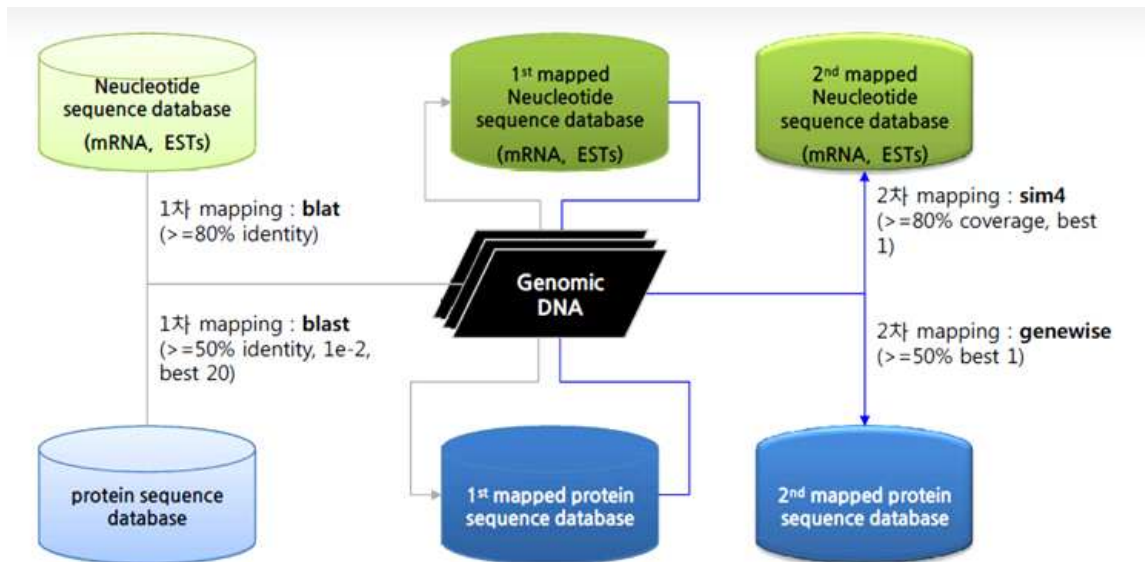 Neucleotide
sequence database
(mRNA, ESTs)
1st mapped
Neucleotide
sequence database
(mRNA, ESTs)
2nd mapped
Neucleotide
sequence database
(mRNA, ESTs)
1차 mapping : blat
(>=80% identity)
2차 mapping : sim4
(>=80% coverage, best
1)
Genomic
DNA
1차 mapping : blast
(>=50% identity, 1e-2,
best 20)
2차 mapping : genewise
(>=50% best 1)
protein sequence
database
1st mapped protein
sequence database
2nd mapped protein
sequence database